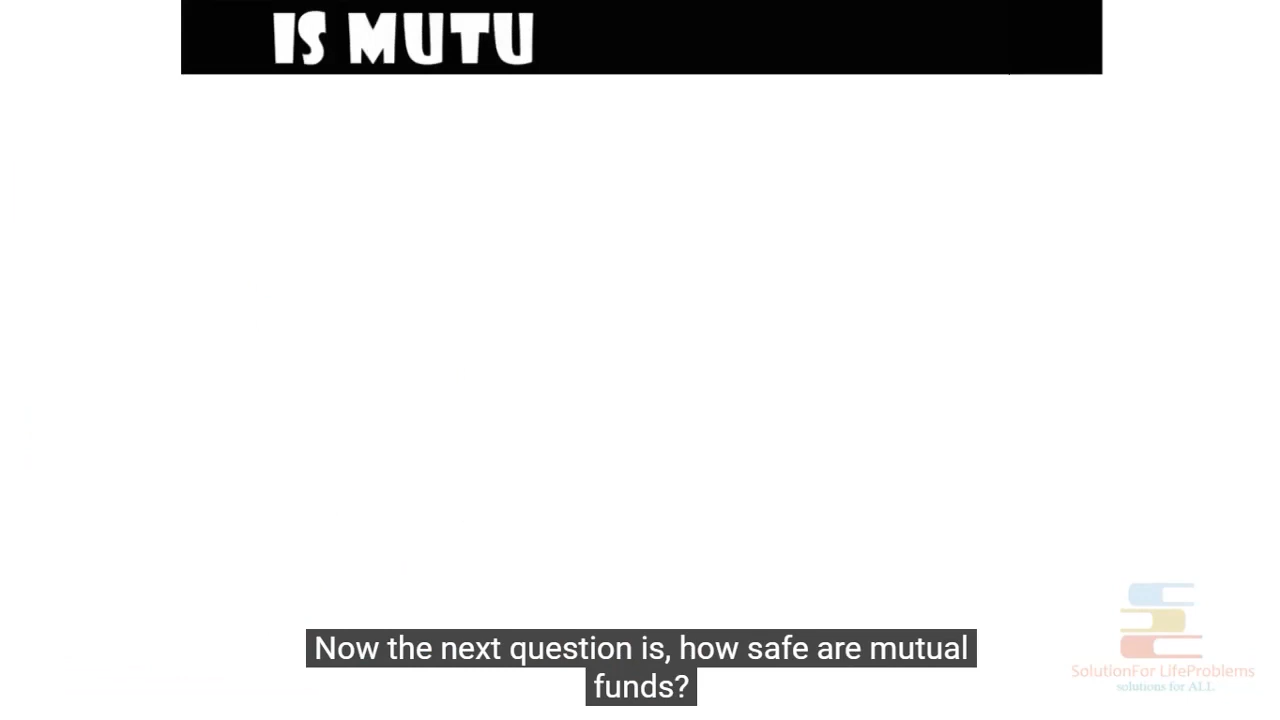 IS MUTU
Now the next question is, how safe are mutual
funds?
SolutionFor LifeProblems
solutions for ALL